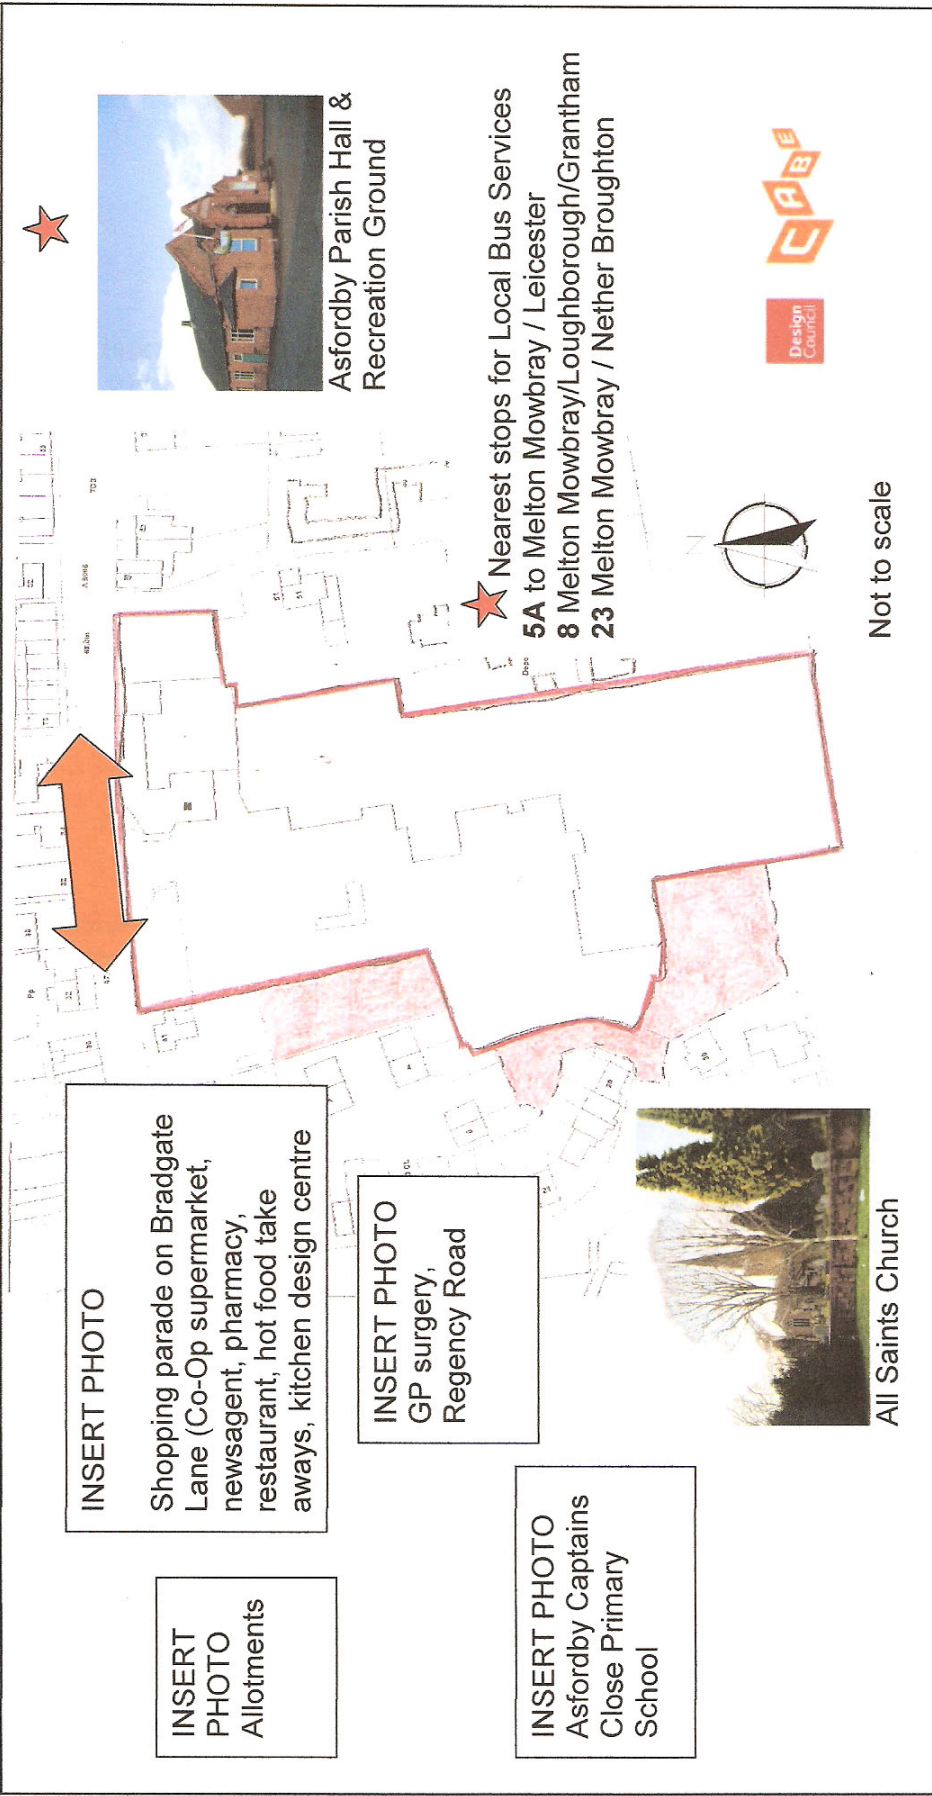 INSERT PHOTO
Shopping parade on Bradgate
Lane (Co-Op supermarket,
newsagent, pharmacy,
restaurant, hot food take
aways, kitchen design centre
INSERT
PHOTO
Allotments
INSERT PHOTO
GP surgery,
Regency Road
INSERT PHOTO
Asfordby Captains
Close Primary
School
All Saints Church
Asfordby Parish Hall &
Recreation Ground
Nearest stops for Local Bus Services
5A to Melton Mowbray / Leicester
8 Melton Mowbray/Loughborough/Grantham
23 Melton Mowbray / Nether Broughton
Not to scale
Design
Council
CABE